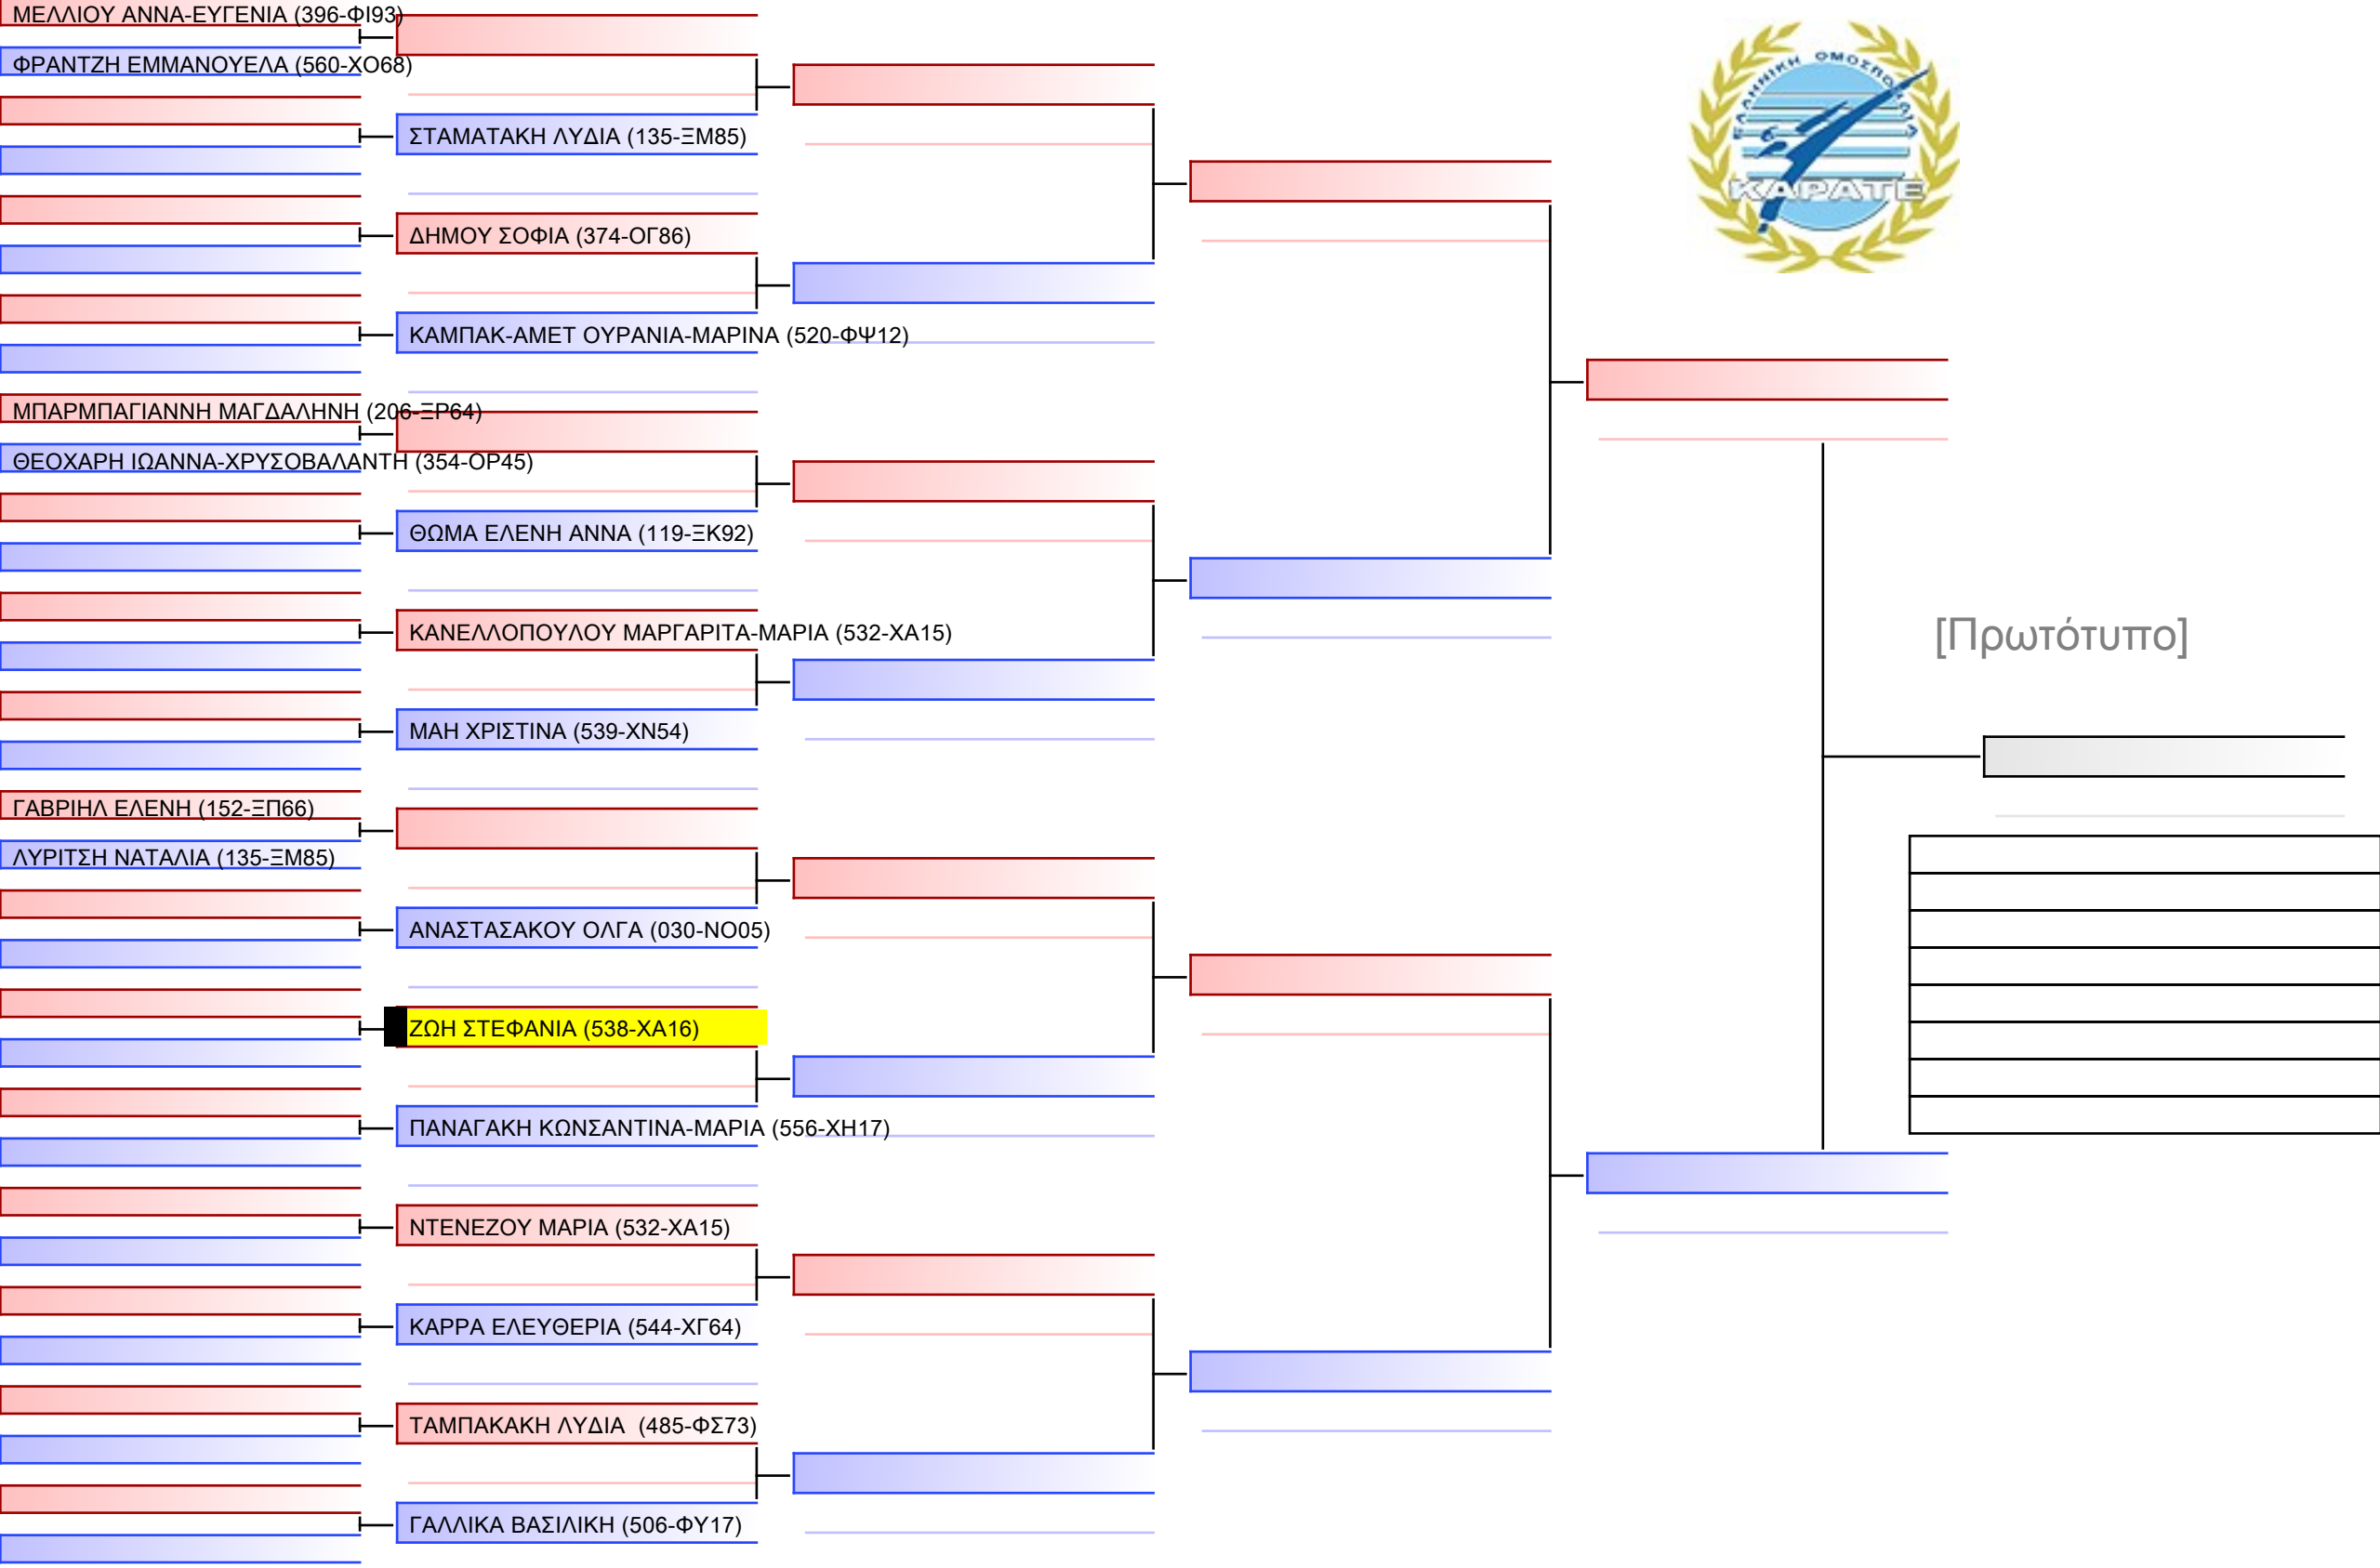 ΜΕΛΛΙΟΥ ΑΝΝΑ-ΕΥΓΕΝΙΑ (396-ΦΙ93)
ΦΡΑΝΤΖΗ ΕΜΜΑΝΟΥΕΛΑ (560-ΧΟ68)
ΣΤΑΜΑΤΑΚΗ ΛΥΔΙΑ (135-ΞΜ85)
ΔΗΜΟΥ ΣΟΦΙΑ (374-ΟΓ86)
ΚΑΜΠΑΚ-ΑΜΕΤ ΟΥΡΑΝΙΑ-ΜΑΡΙΝΑ (520-ΦΨ12)
ΜΠΑΡΜΠΑΓΙΑΝΝΗ ΜΑΓΔΑΛΗΝΗ (206-ΞΡ64)
ΘΕΟΧΑΡΗ ΙΩΑΝΝΑ-ΧΡΥΣΟΒΑΛΑΝΤΗ (354-ΟΡ45)
ΘΩΜΑ ΕΛΕΝΗ ΑΝΝΑ (119-ΞΚ92)
ΚΑΝΕΛΛΟΠΟΥΛΟΥ ΜΑΡΓΑΡΙΤΑ-ΜΑΡΙΑ (532-ΧΑ15)
ΜΑΗ ΧΡΙΣΤΙΝΑ (539-ΧΝ54)
ΓΑΒΡΙΗΛ ΕΛΕΝΗ (152-ΞΠ66)
ΛΥΡΙΤΣΗ ΝΑΤΑΛΙΑ (135-ΞΜ85)
ΑΝΑΣΤΑΣΑΚΟΥ ΟΛΓΑ (030-ΝΟ05)
ΖΩΗ ΣΤΕΦΑΝΙΑ (538-ΧΑ16)
ΠΑΝΑΓΑΚΗ ΚΩΝΣΑΝΤΙΝΑ-ΜΑΡΙΑ (556-ΧΗ17)
ΝΤΕΝΕΖΟΥ ΜΑΡΙΑ (532-ΧΑ15)
ΚΑΡΡΑ ΕΛΕΥΘΕΡΙΑ (544-ΧΓ64)
ΤΑΜΠΑΚΑΚΗ ΛΥΔΙΑ (485-ΦΣ73)
ΓΑΛΛΙΚΑ ΒΑΣΙΛΙΚΗ (506-ΦΥ17)
ΕΛΛΗΝΙΚΗ ΟΜΟΣΠΟΝΔΙΑ
ΚΑΡΑΤΕ
[Πρωτότυπο]